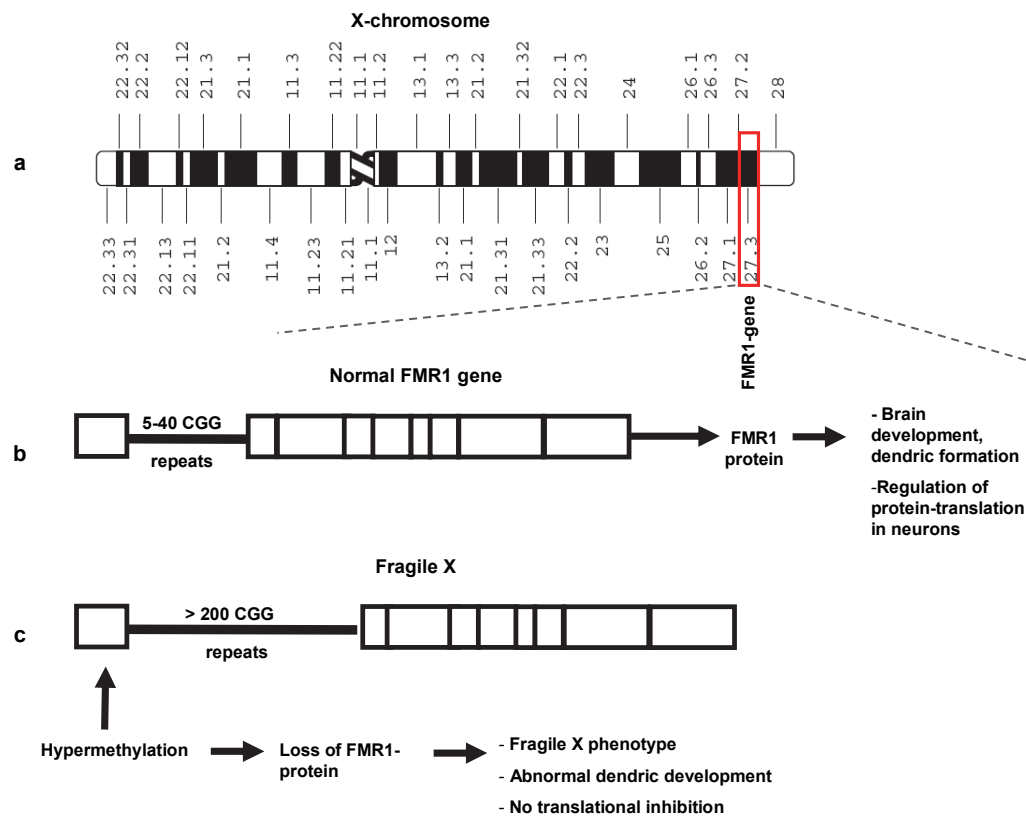 X-chromosome
22.32
22.2
22.12
21.3
21.1
11.3
11.22
11.1
11.2
13.1
13.3
21.2
21.32
22.1
22.3
24
26.1
26.3
27.2
28
a
22.33
22.31
22.13
22.11
21.2
11.4
11.23
11.21
11.1
12
13.2
21.1
21.31
21.33
22.2
23
25
26.2
27.1
27.3
FMR1-gene
Normal FMR1 gene
b
5-40 CGG
repeats
FMR1
protein
- Brain
development,
dendric formation
-Regulation of
protein-translation
in neurons
Fragile X
c
> 200 CGG
repeats
Hypermethylation
Loss of FMR1-
protein
- Fragile X phenotype
- Abnormal dendric development
- No translational inhibition